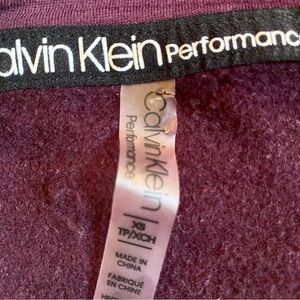 alvin Klein Performanc
Calvin Klein
Performance
XS
TP/XCH
MADE IN
CHINA
FABRIQUÉ
EN CHINE